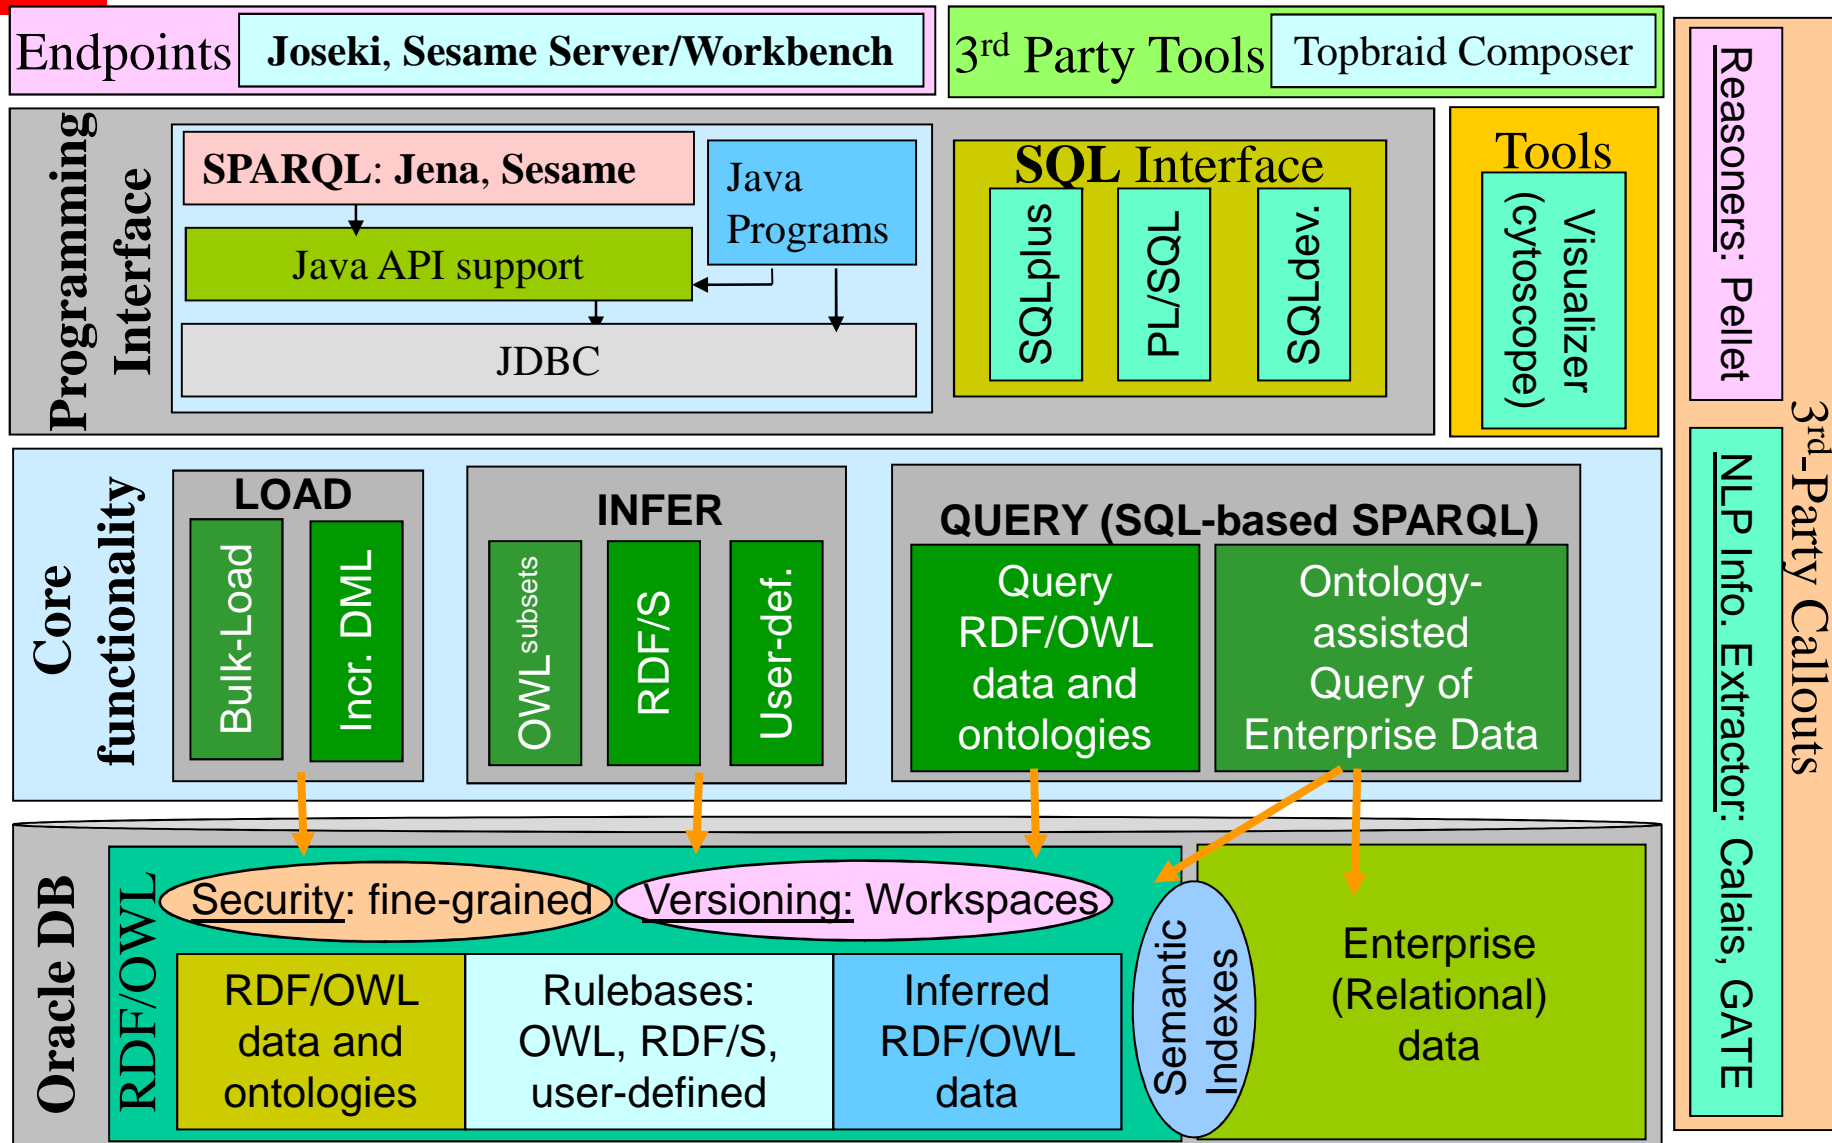 Endpoints
Joseki, Sesame Server/Workbench
3rd Party Tools
Topbraid Composer
Programming
Interface
SPARQL: Jena, Sesame
Java
Programs
Java API support
JDBC
SQL Interface
SQLplus
PL/SQL
SQLdev.
Tools
Visualizer
(cytoscope)
Reasoners: Pellet
NLP Info. Extractor: Calais, GATE
3rd-Party Callouts
Core
functionality
LOAD
Bulk-Load
Incr. DML
INFER
OWL subsets
RDF/S
User-def.
QUERY (SQL-based SPARQL)
Query
RDF/OWL
data and
ontologies
Ontology-
assisted
Query of
Enterprise Data
Oracle DB
RDF/OWL
Security: fine-grained
Versioning: Workspaces
RDF/OWL
data and
ontologies
Rulebases:
OWL, RDF/S,
user-defined
Inferred
RDF/OWL
data
Semantic
Indexes
Enterprise
(Relational)
data